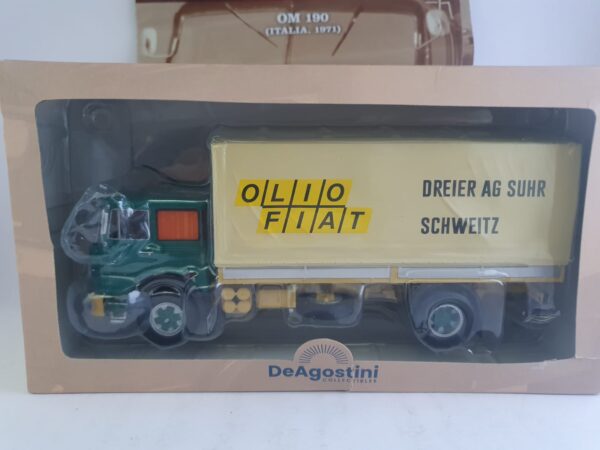 OM 190
(ITALIA. 1971)
OLIO
FIAT
DREIER AG SUHR
SCHWEITZ
DeAgostini
COLLECTIBLES